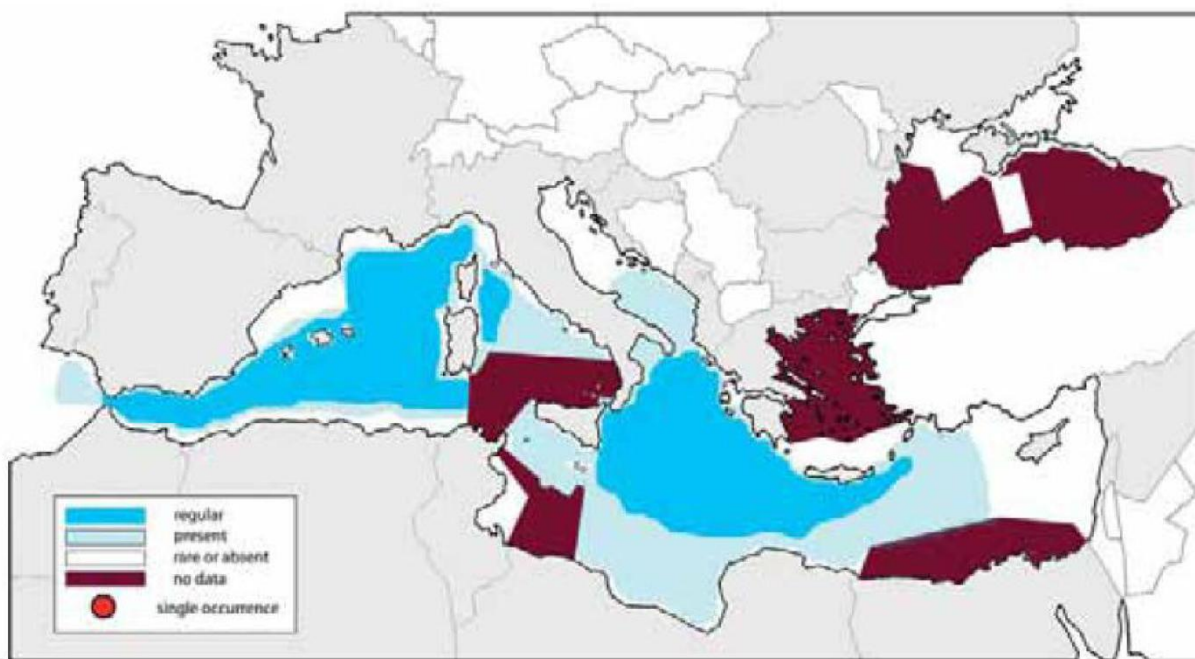 regular
present
rare or absent
no data
single occurrence